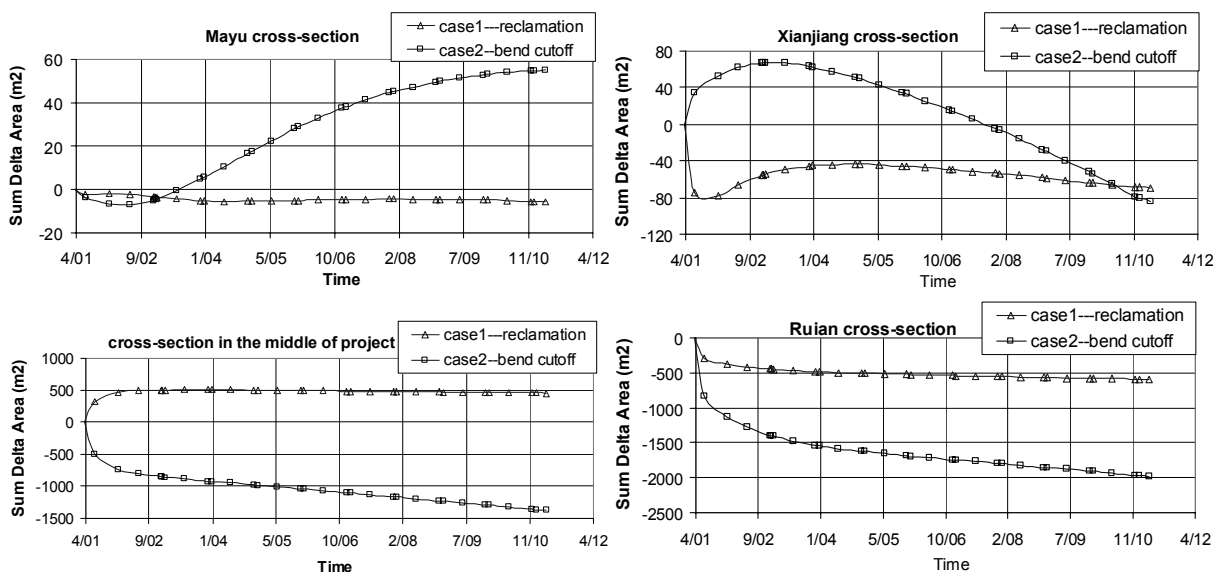 Mayu cross-section
case1---reclamation
case2--bend cutoff
Sum Delta Area (m2)
60
40
20
0
-20
4/01 9/02 1/04 5/05 10/06 2/08 7/09 11/10 4/12
Time
Xianjiang cross-section
case1---reclamation
case2--bend cutoff
Sum Delta Area (m2)
80
40
0
-40
-80
-120
4/01 9/02 1/04 5/05 10/06 2/08 7/09 11/10 4/12
Time
cross-section in the middle of project
case1---reclamation
case2--bend cutoff
Sum Delta Area (m2)
1000
500
0
-500
-1000
-1500
4/01 9/02 1/04 5/05 10/06 2/08 7/09 11/10 4/12
Time
Ruian cross-section
case1---reclamation
case2--bend cutoff
Sum Delta Area (m2)
0
-500
-1000
-1500
-2000
-2500
4/01 9/02 1/04 5/05 10/06 2/08 7/09 11/10 4/12
Time